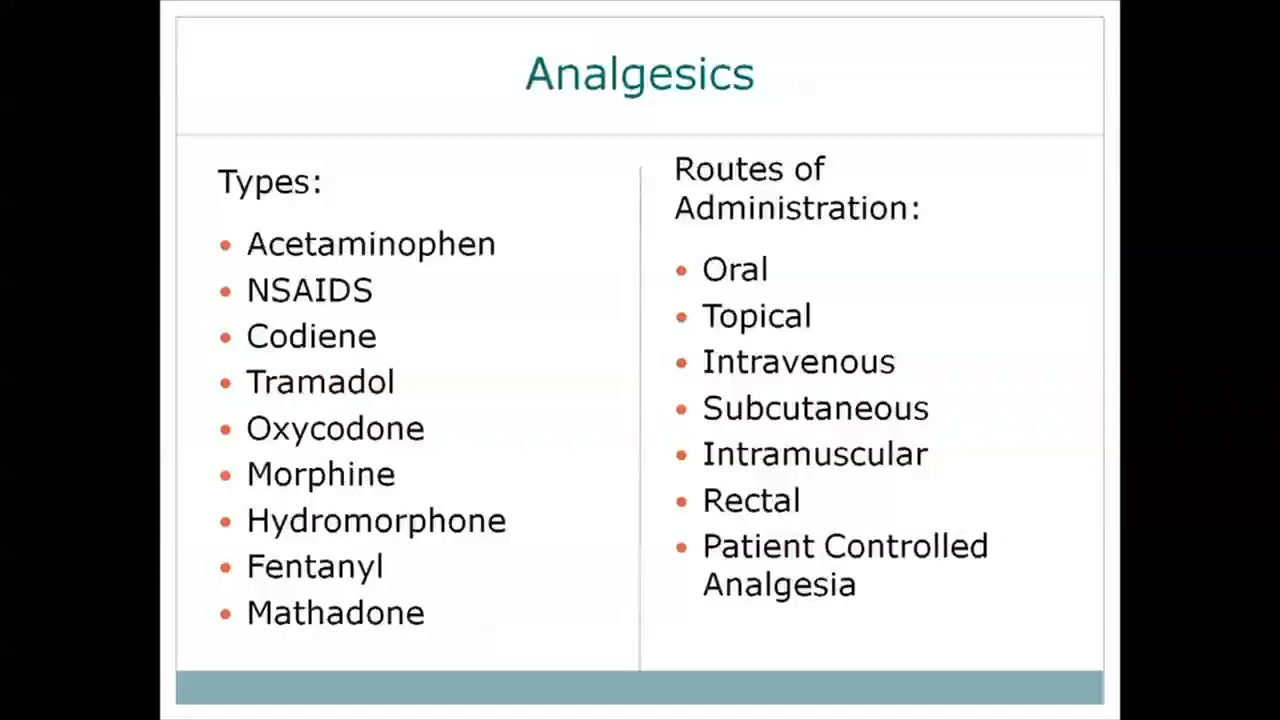 Analgesics
Types:
• Acetaminophen
• NSAIDS
• Codiene
• Tramadol
• Oxycodone
• Morphine
• Hydromorphone
• Fentanyl
• Mathadone
Routes of
Administration:
• Oral
• Topical
• Intravenous
• Subcutaneous
• Intramuscular
• Rectal
• Patient Controlled
Analgesia